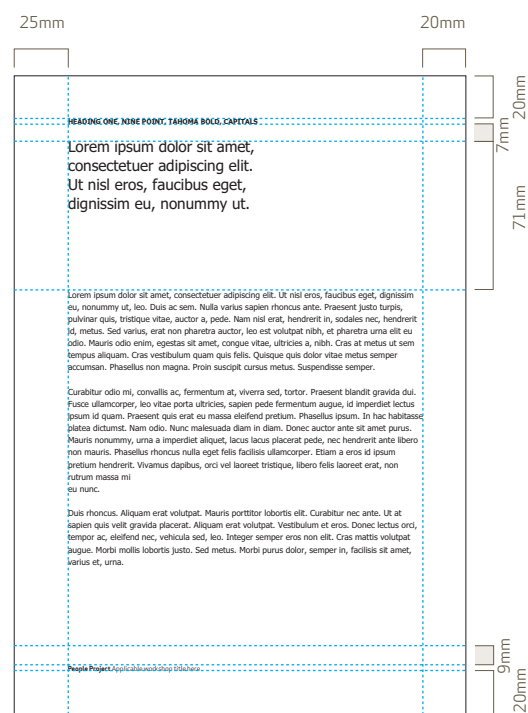 25mm
20mm
20mm
HEADING ONE, NINE POINT, TAHOMA BOLD, CAPITALS
7mm
Lorem ipsum dolor sit amet,
consectetuer adipiscing elit.
Ut nisl eros, faucibus eget,
dignissim eu, nonummy ut.
71mm
Lorem ipsum dolor sit amet, consectetuer adipiscing elit. Ut nisl eros, faucibus eget, dignissim
eu, nonummy ut, leo. Duis ac sem. Nulla varius sapien rhoncus ante. Praesent justo turpis,
pulvinar quis, tristique vitae, auctor a, pede. Nam nisl erat, hendrerit in, sodales nec, hendrerit
id, metus. Sed varius, erat non pharetra auctor, leo est volutpat nibh, et pharetra urna elit eu
odio. Mauris odio enim, egestas sit amet, congue vitae, ultricies a, nibh. Cras at metus ut sem
tempus aliquam. Cras vestibulum quam quis felis. Quisque quis dolor vitae metus semper
accumsan. Phasellus non magna. Proin suscipit cursus metus. Suspendisse semper.
Curabitur odio mi, convallis ac, fermentum at, viverra sed, tortor. Praesent blandit gravida dui.
Fusce ullamcorper, leo vitae porta ultricies, sapien pede fermentum augue, id imperdiet lectus
ipsum id quam. Praesent quis erat eu massa eleifend pretium. Phasellus ipsum. In hac habitasse
platea dictumst. Nam odio. Nunc malesuada diam in diam. Donec auctor ante sit amet purus.
Mauris nonummy, urna a imperdiet aliquet, lacus lacus placerat pede, nec hendrerit ante libero
non mauris. Phasellus rhoncus nulla eget felis facilisis ullamcorper. Etiam a eros id ipsum
pretium hendrerit. Vivamus dapibus, orci vel laoreet tristique, libero felis laoreet erat, non
rutrum massa mi
eu nunc.
Duis rhoncus. Aliquam erat volutpat. Mauris porttitor lobortis elit. Curabitur nec ante. Ut at
sapien quis velit gravida placerat. Aliquam erat volutpat. Vestibulum et eros. Donec lectus orci,
tempor ac, eleifend nec, vehicula sed, leo. Integer semper eros non elit. Cras mattis volutpat
augue. Morbi mollis lobortis justo. Sed metus. Morbi purus dolor, semper in, facilisis sit amet,
varius et, urna.
9mm
People Project Applicable workshop title here
20mm